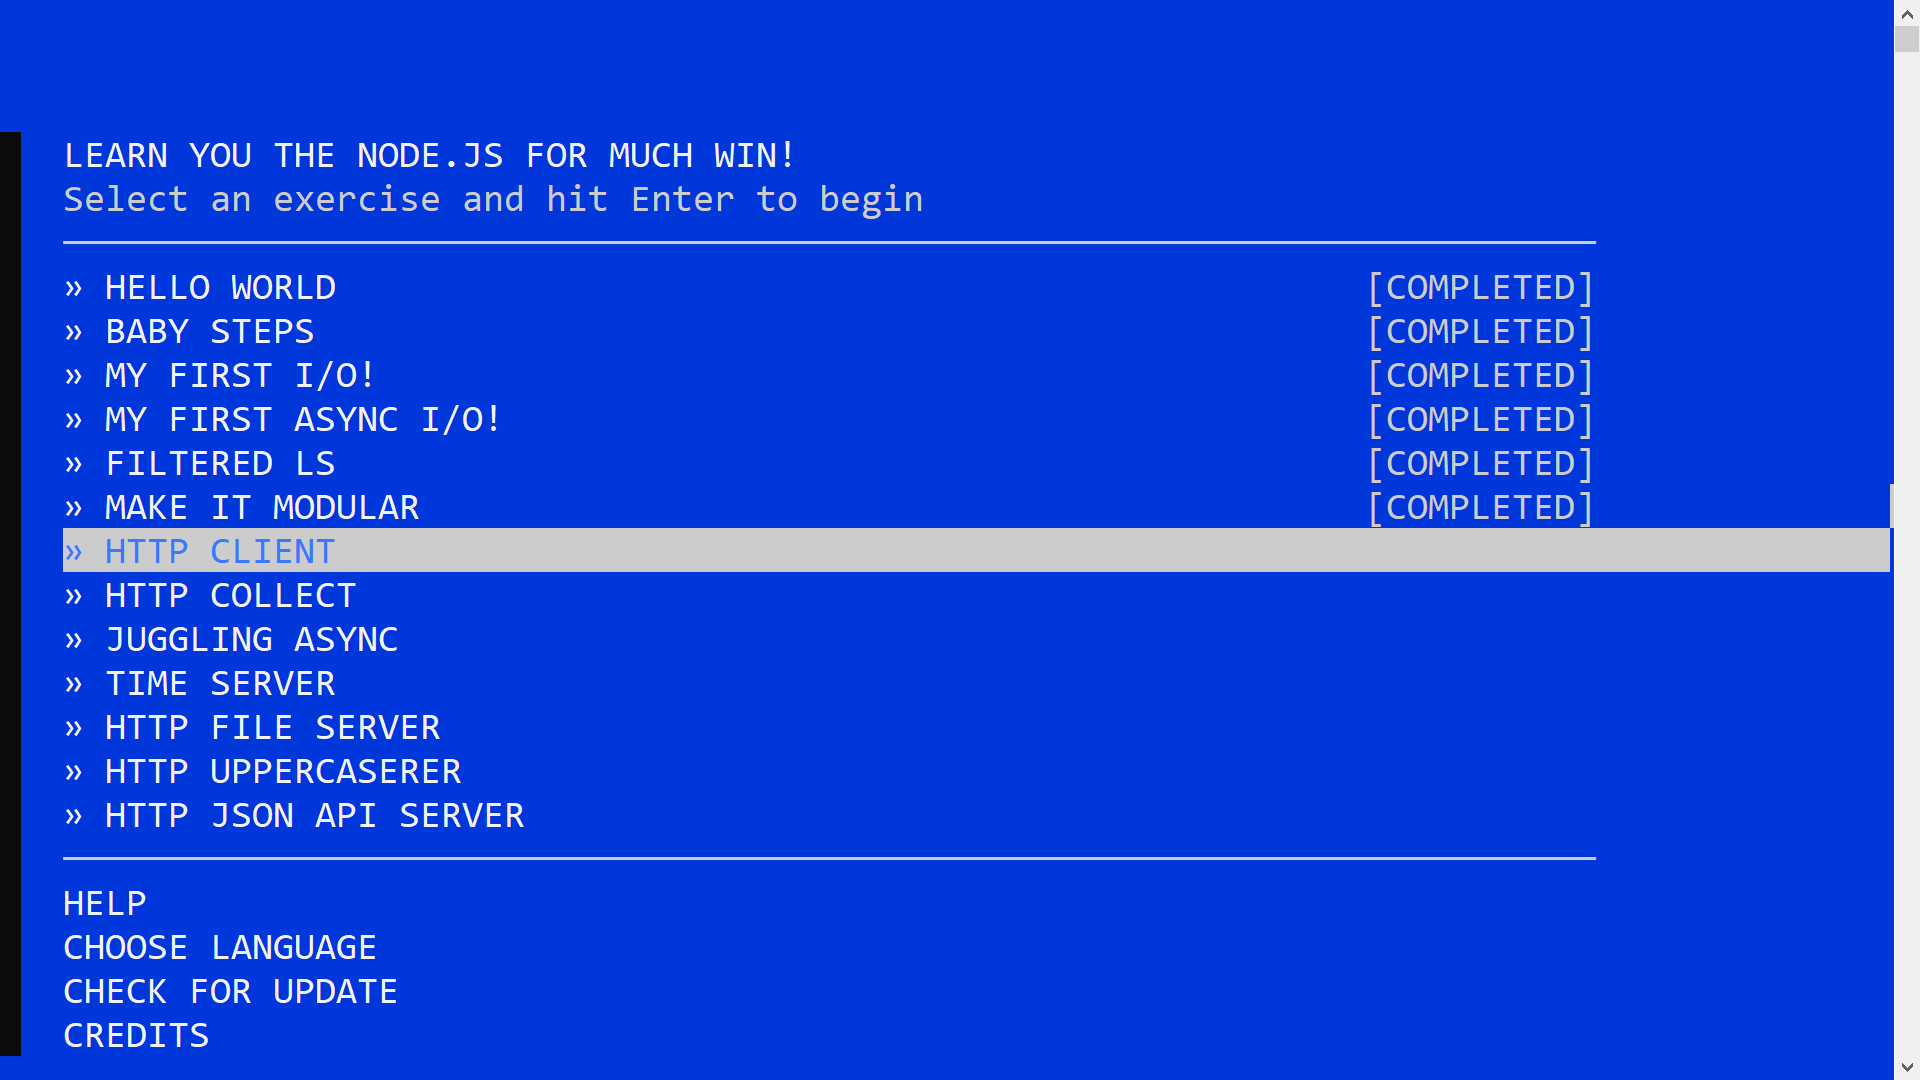 LEARN YOU THE NODE.JS FOR MUCH WIN!
Select an exercise and hit Enter to begin
» HELLO WORLD [COMPLETED]
» BABY STEPS [COMPLETED]
» MY FIRST I/O! [COMPLETED]
» MY FIRST ASYNC I/O! [COMPLETED]
» FILTERED LS [COMPLETED]
» MAKE IT MODULAR [COMPLETED]
» HTTP CLIENT
» HTTP COLLECT
» JUGGLING ASYNC
» TIME SERVER
» HTTP FILE SERVER
» HTTP UPPERCASERER
» HTTP JSON API SERVER
HELP
CHOOSE LANGUAGE
CHECK FOR UPDATE
CREDITS